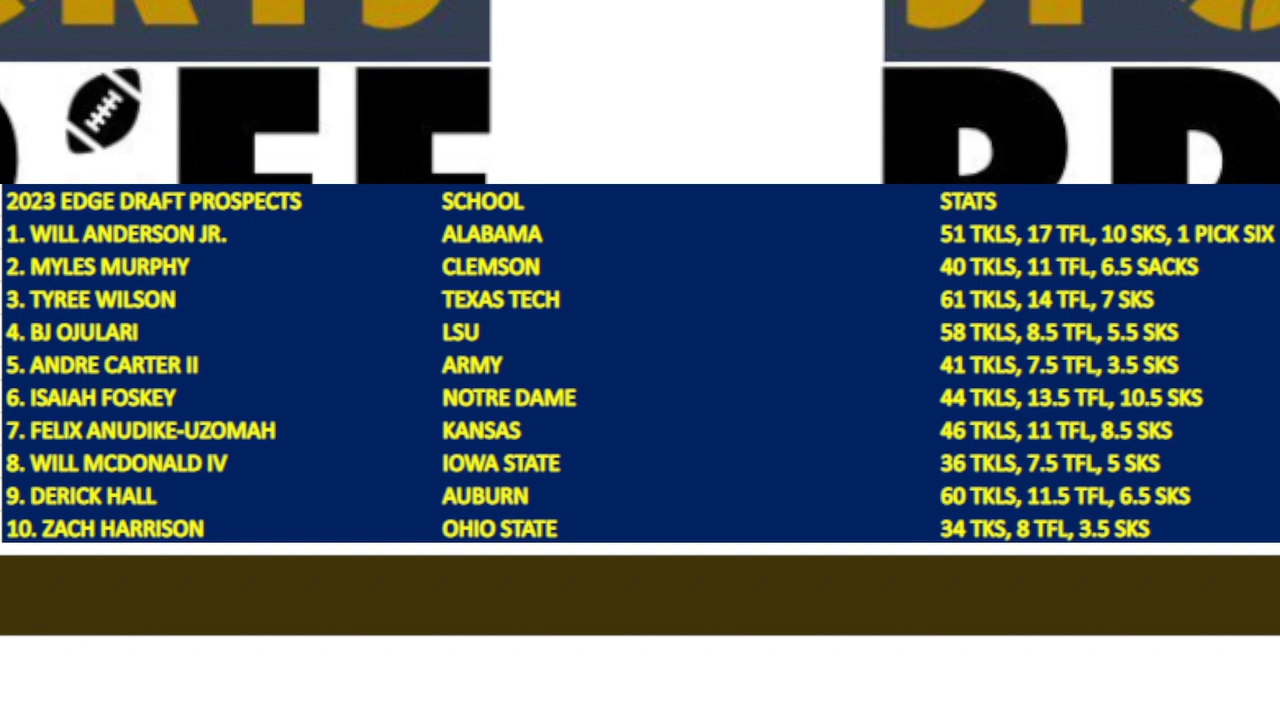 2023 EDGE DRAFT PROSPECTS SCHOOL STATS
1. WILL ANDERSON JR. ALABAMA 51 TKLS, 17 TFL, 10 SKS, 1 PICK SIX
2. MYLES MURPHY CLEMSON 40 TKLS, 11 TFL, 6.5 SACKS
3. TYREE WILSON TEXAS TECH 61 TKLS, 14 TFL, 7 SKS
4. BJ OJULARI LSU 58 TKLS, 8.5 TFL, 5.5 SKS
5. ANDRE CARTER II ARMY 41 TKLS, 7.5 TFL, 3.5 SKS
6. ISAIAH FOSKEY NOTRE DAME 44 TKLS, 13.5 TFL, 10.5 SKS
7. FELIX ANUDIKE-UZOMAH KANSAS 46 TKLS, 11 TFL, 8.5 SKS
8. WILL MCDONALD IV IOWA STATE 36 TKLS, 7.5 TFL, 5 SKS
9. DERICK HALL AUBURN 60 TKLS, 11.5 TFL, 6.5 SKS
10. ZACH HARRISON OHIO STATE 34 TKS, 8 TFL, 3.5 SKS